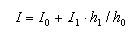 I = I₀ + I₁ · h₁ / h₀